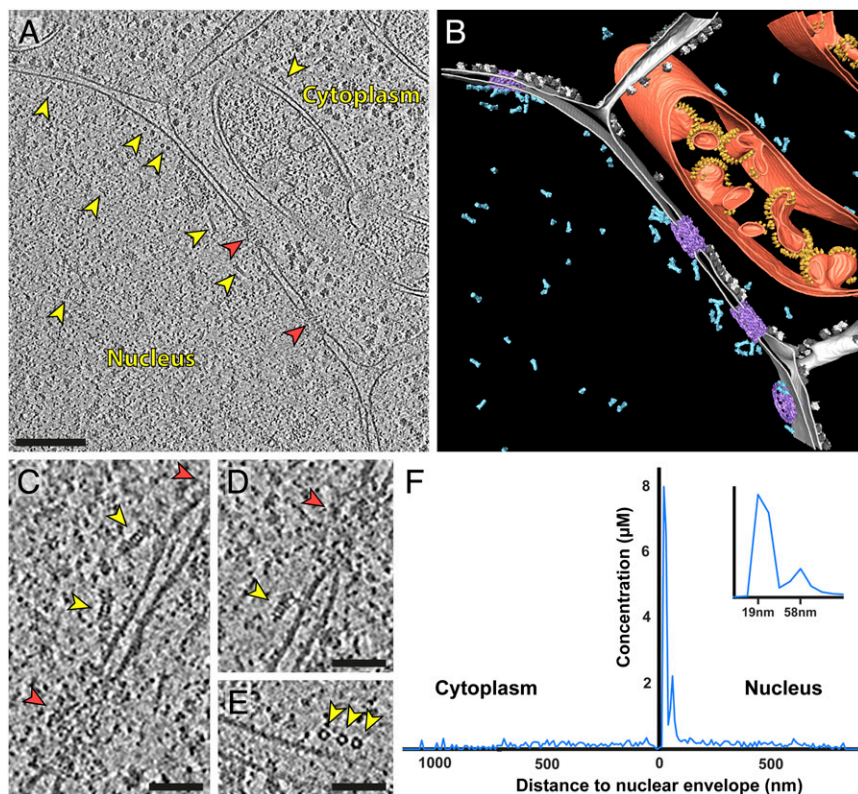 A
Cytoplasm
Nucleus
B
C
D
E
F
8
6
4
2
Concentration (µM)
19nm 58nm
Cytoplasm Nucleus
1000 500 0 500
Distance to nuclear envelope (nm)